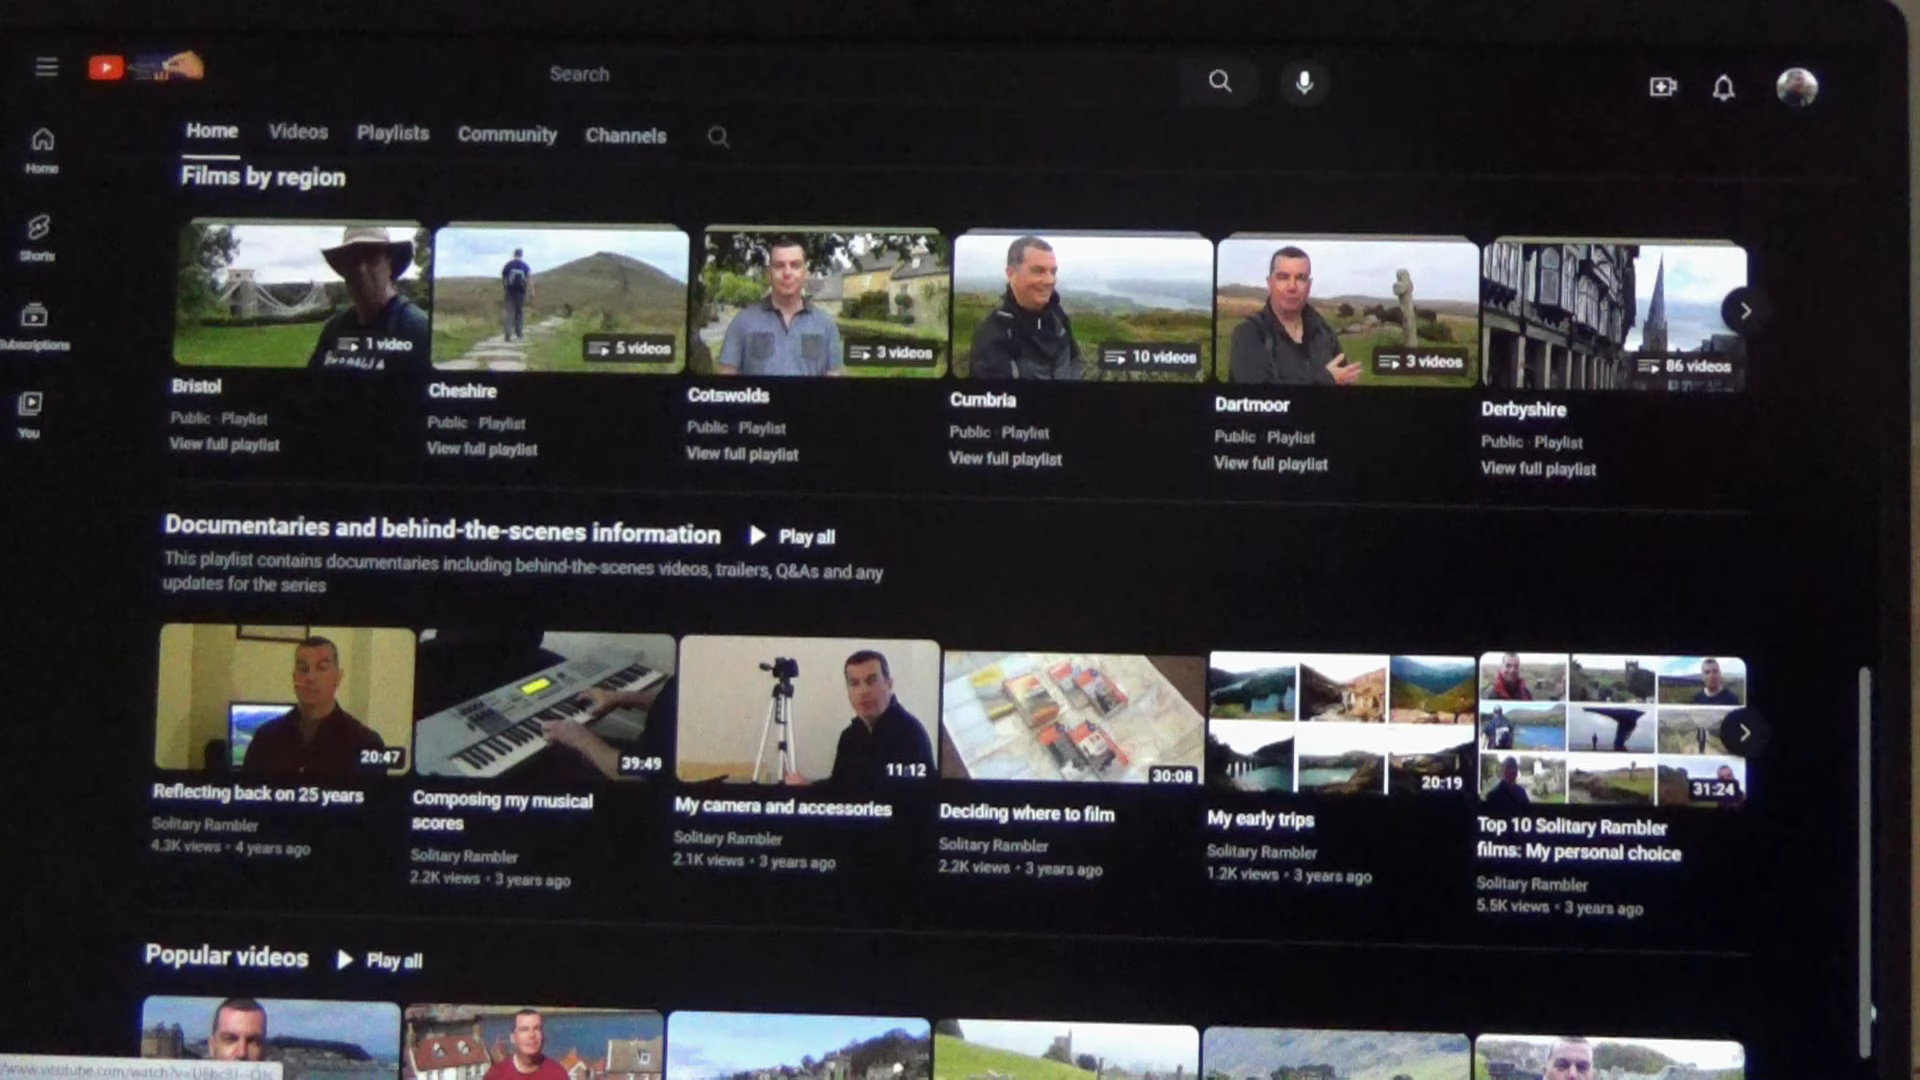 Search
Home Videos Playlists Community Channels
Home
Shorts
Subscriptions
You
Films by region
1 video
5 videos
3 videos
10 videos
3 videos
86 videos
Bristol
Public · Playlist
View full playlist
Cheshire
Public · Playlist
View full playlist
Cotswolds
Public · Playlist
View full playlist
Cumbria
Public · Playlist
View full playlist
Dartmoor
Public · Playlist
View full playlist
Derbyshire
Public · Playlist
View full playlist
Documentaries and behind-the-scenes information Play all
This playlist contains documentaries including behind-the-scenes videos, trailers, Q&As and any
updates for the series
20:47
39:49
11:12
30:08
20:19
31:24
Reflecting back on 25 years
Solitary Rambler
4.3K views • 4 years ago
Composing my musical
scores
Solitary Rambler
2.2K views • 3 years ago
My camera and accessories
Solitary Rambler
2.1K views • 3 years ago
Deciding where to film
Solitary Rambler
2.2K views • 3 years ago
My early trips
Solitary Rambler
1.2K views • 3 years ago
Top 10 Solitary Rambler
films: My personal choice
Solitary Rambler
5.5K views • 3 years ago
Popular videos Play all